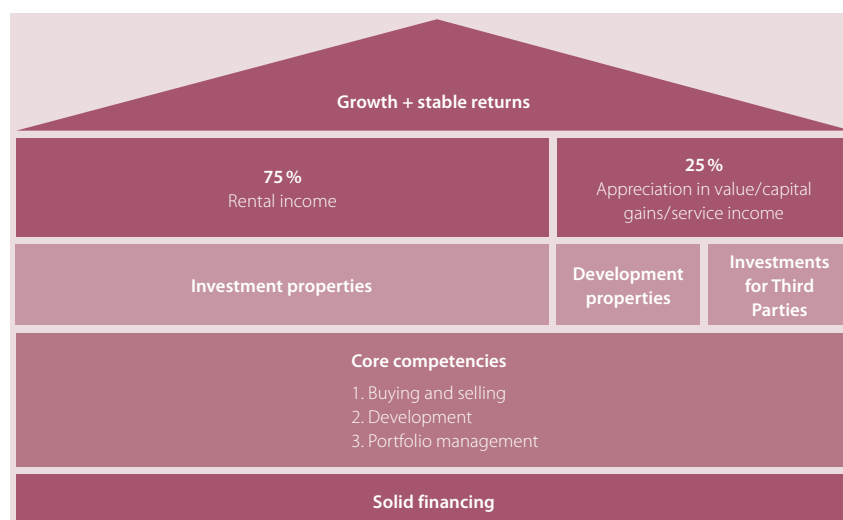 Growth + stable returns
75 %
Rental income
25 %
Appreciation in value/capital
gains/service income
Investment properties
Development
properties
Investments
for Third
Parties
Core competencies
1. Buying and selling
2. Development
3. Portfolio management
Solid financing